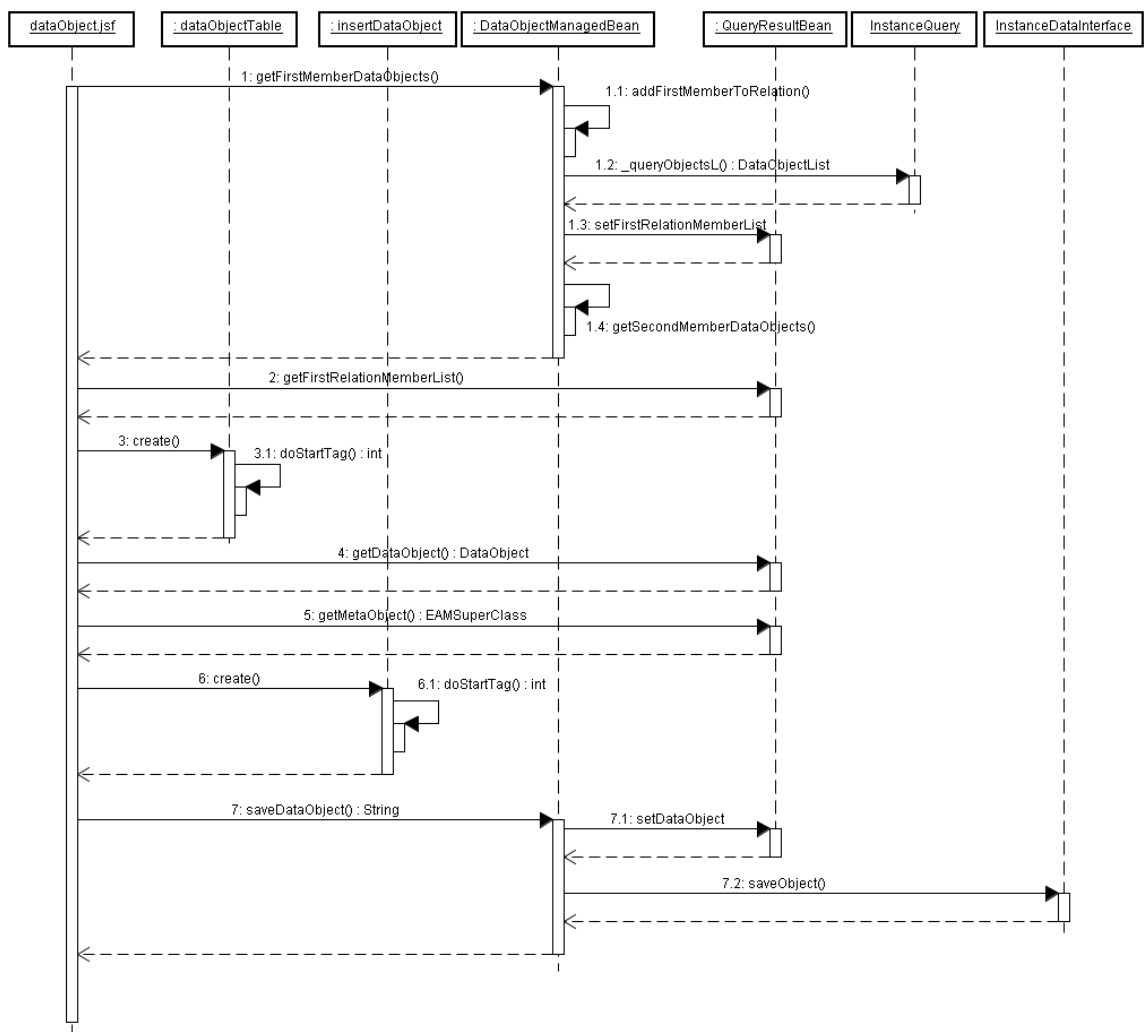 dataObject.jsf
: dataObjectTable
: insertDataObject
: DataObjectManagedBean
: QueryResultBean
InstanceQuery
InstanceDataInterface
1: getFirstMemberDataObjects()
1.1: addFirstMemberToRelation()
1.2: _queryObjectsL() : DataObjectList
1.3: setFirstRelationMemberList
1.4: getSecondMemberDataObjects()
2: getFirstRelationMemberList()
3: create()
3.1: doStartTag() : int
4: getDataObject() : DataObject
5: getMetaObject() : EAMSuperClass
6: create()
6.1: doStartTag() : int
7: saveDataObject() : String
7.1: setDataObject
7.2: saveObject()